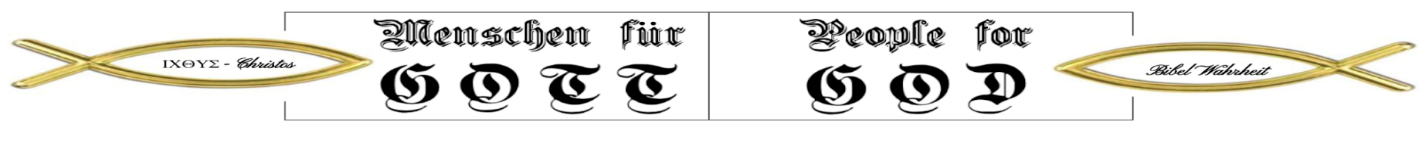 ΙΧΘΥΣ - Christos
Menschen für
GOTT
People for
GOD
Bibel Wahrheit